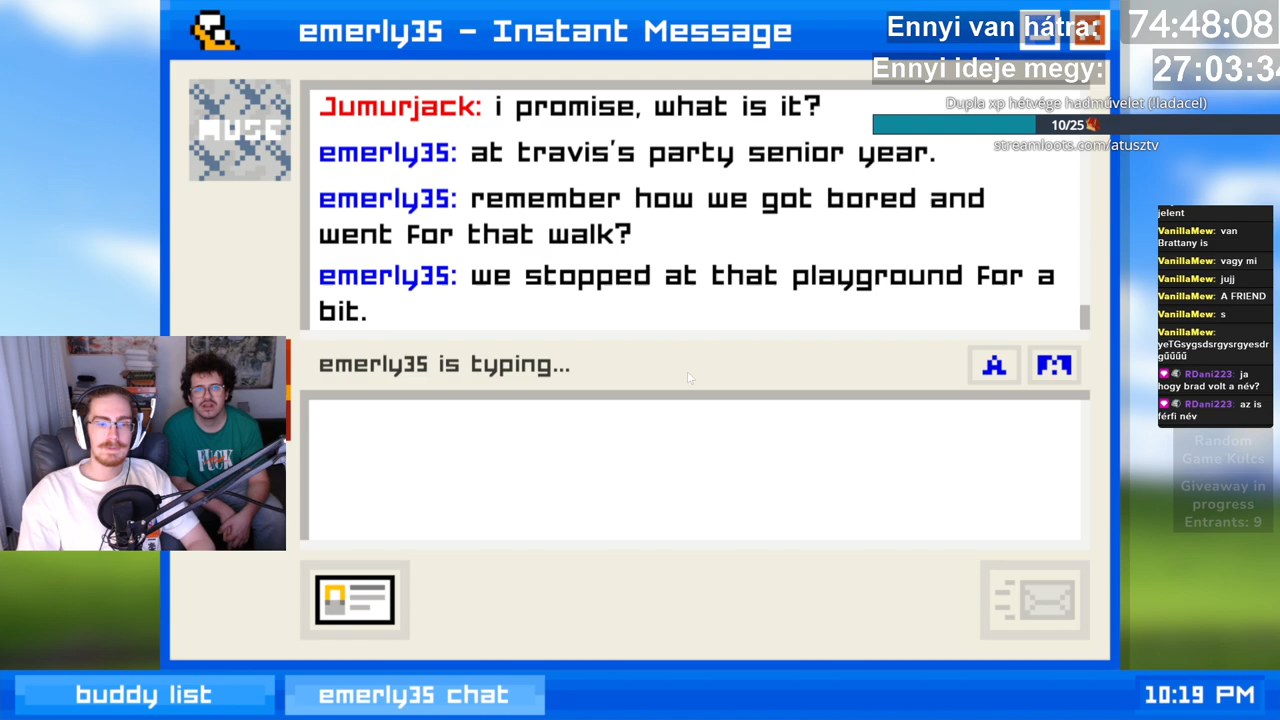 emerly35 - Instant Message
Ennyi van hátra:
74:48:08
Ennyi ideje megy:
27:03:34
Dupla xp hétvége hadművelet (!ladacel)
10/25
streamloots.com/atusztv
MUSE
Jumurjack: i promise, what is it?
emerly35: at travis's party senior year.
emerly35: remember how we got bored and
went for that walk?
emerly35: we stopped at that playground for a
bit.
emerly35 is typing...
A
jelent
VanillaMew: van
Brattany is
VanillaMew: vagy mi
VanillaMew: jujj
VanillaMew: A FRIEND
VanillaMew: s
VanillaMew:
yeTGsygsdsrgysrgyesdr
gűűűű
RDani223: ja
hogy brad volt a név?
RDani223: az is
férfi név
Random
Game Kulcs
Giveaway in
progress
Entrants: 9
FUCK
buddy list
emerly35 chat
10:19 PM